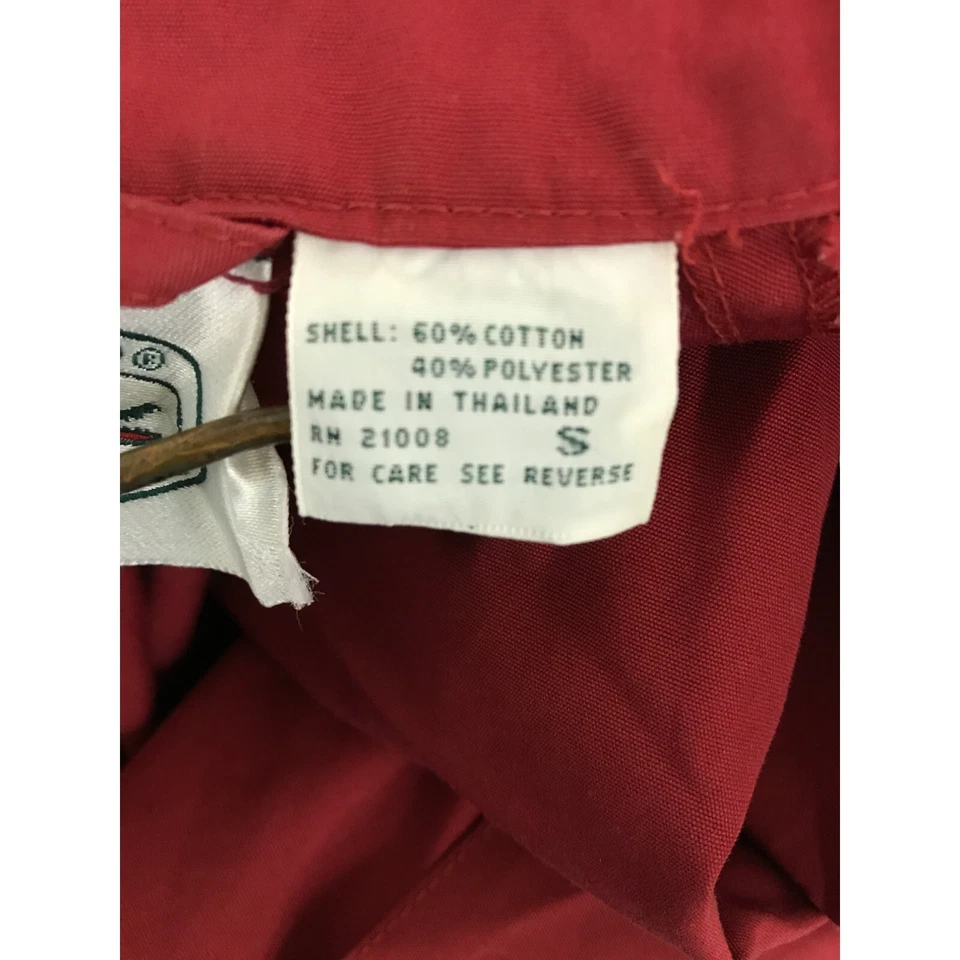 SHELL: 60% COTTON
40% POLYESTER
MADE IN THAILAND
RN 21008 S
FOR CARE SEE REVERSE
®